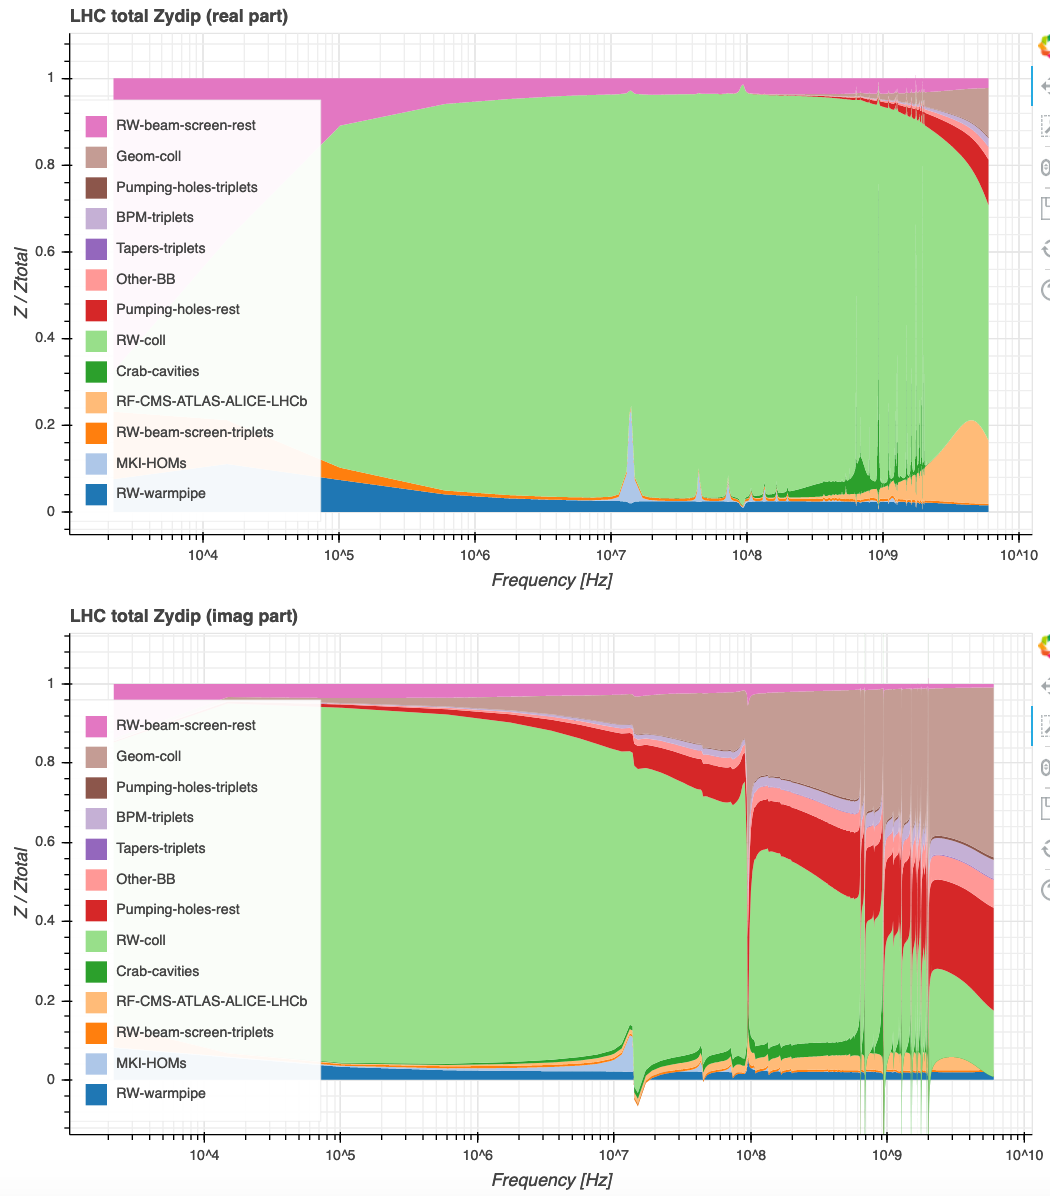 LHC total Zydip (real part)
1
0.8
0.6
0.4
0.2
0
Z / Ztotal
RW-beam-screen-rest
Geom-coll
Pumping-holes-triplets
BPM-triplets
Tapers-triplets
Other-BB
Pumping-holes-rest
RW-coll
Crab-cavities
RF-CMS-ATLAS-ALICE-LHCb
RW-beam-screen-triplets
MKI-HOMs
RW-warmpipe
10^4 10^5 10^6 10^7 10^8 10^9 10^10
Frequency [Hz]
LHC total Zydip (imag part)
1
0.8
0.6
0.4
0.2
0
Z / Ztotal
RW-beam-screen-rest
Geom-coll
Pumping-holes-triplets
BPM-triplets
Tapers-triplets
Other-BB
Pumping-holes-rest
RW-coll
Crab-cavities
RF-CMS-ATLAS-ALICE-LHCb
RW-beam-screen-triplets
MKI-HOMs
RW-warmpipe
10^4 10^5 10^6 10^7 10^8 10^9 10^10
Frequency [Hz]